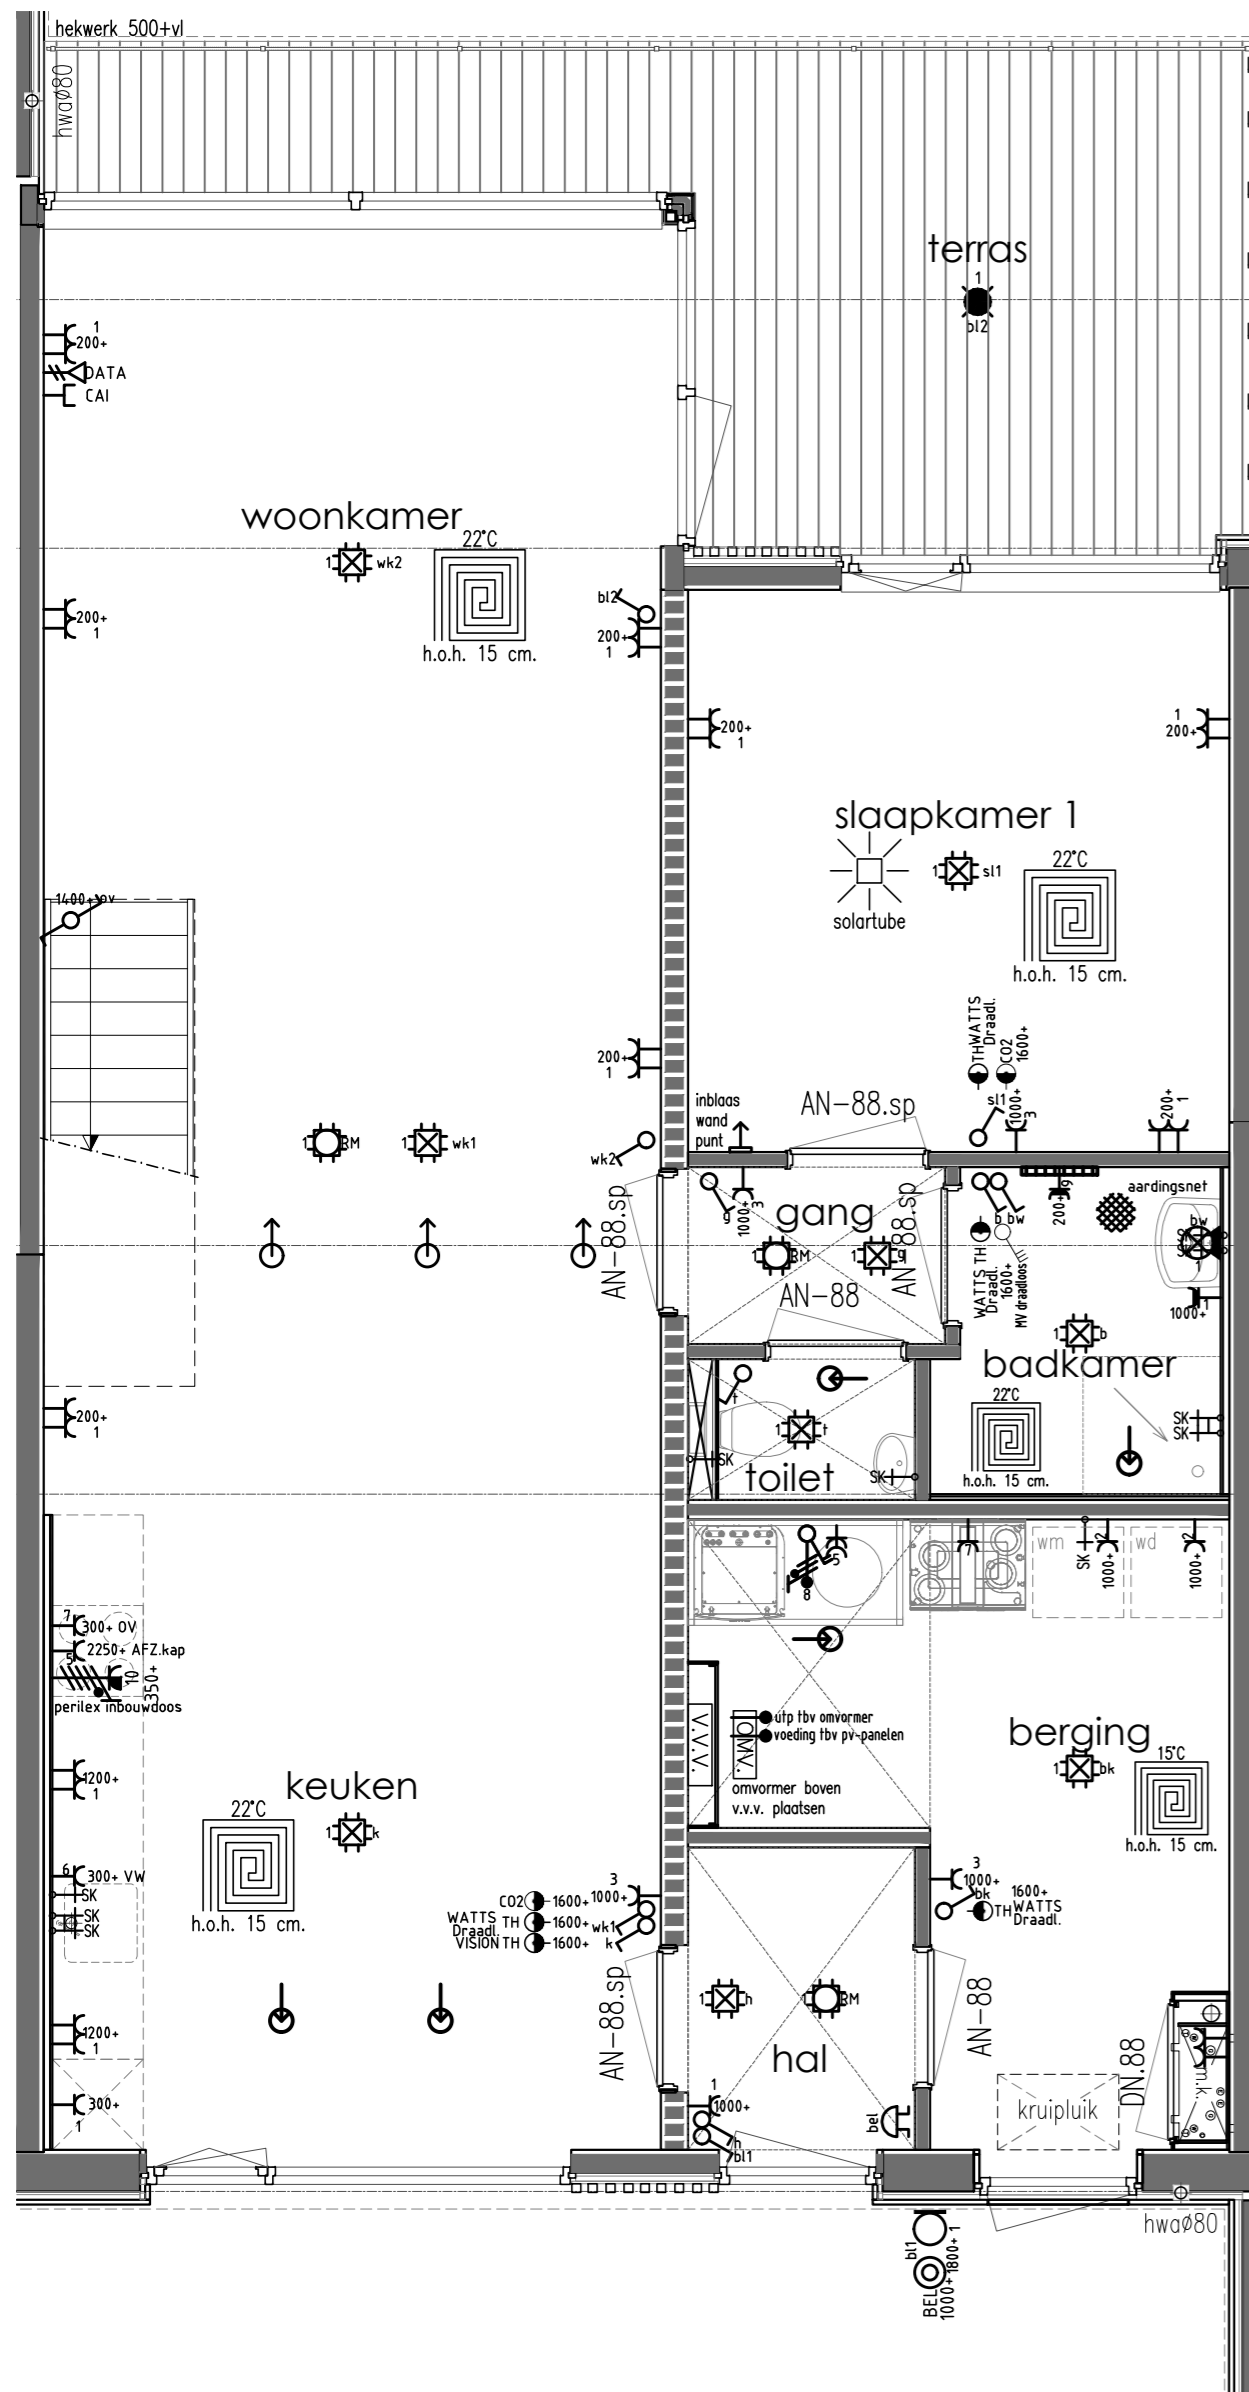 hekwerk 500+vl
hwaø80
terras
1
bl2
1
200+
DATA
CAI
woonkamer
1
wk2
22°C
h.o.h. 15 cm.
200+
1
bl2
200+
1
200+
1
1
200+
slaapkamer 1
1
sl1
solartube
22°C
h.o.h. 15 cm.
1400+ ov
200+
1
TH WATTS
Draadl.
CO2
1600+
sl1
1000+
3
200+
1
inblaas
wand
punt
AN-88.sp
1
RM
1
wk1
wk2
AN-88.sp
g
1000+
3
gang
1
RM
1
g
AN-88.sp
AN-88
b
bw
200+
9
aardingsnet
bw
SK
SK
1
1000+
1
WATTS TH
Draadl.
1600+
MV draadloos
1
b
badkamer
22°C
h.o.h. 15 cm.
SK
SK
200+
1
t
1
t
SK
toilet
SK
5
8
7
wm
SK
1000+
2
wd
1000+
2
7
300+ OV
2250+ AFZ.kap
5
10
350+
perilex inbouwdoos
V.V.V.
OMV.
utp tbv omvormer
voeding tbv pv-panelen
omvormer boven
v.v.v. plaatsen
berging
1
bk
15°C
h.o.h. 15 cm.
1200+
1
keuken
22°C
1
k
h.o.h. 15 cm.
6
300+ VW
SK
SK
SK
3
1000+
CO2
1600+
WATTS TH
Draadl.
1600+
VISION TH
1600+
wk1
k
3
1000+
bk
1600+
TH WATTS
Draadl.
AN-88.sp
1
h
RM
AN-88
hal
1200+
1
300+
1
1
1000+
h
bl1
bel
kruipluik
DN.88
m.k.
hwaø80
bl1
1800+ 1
BEL
1000+